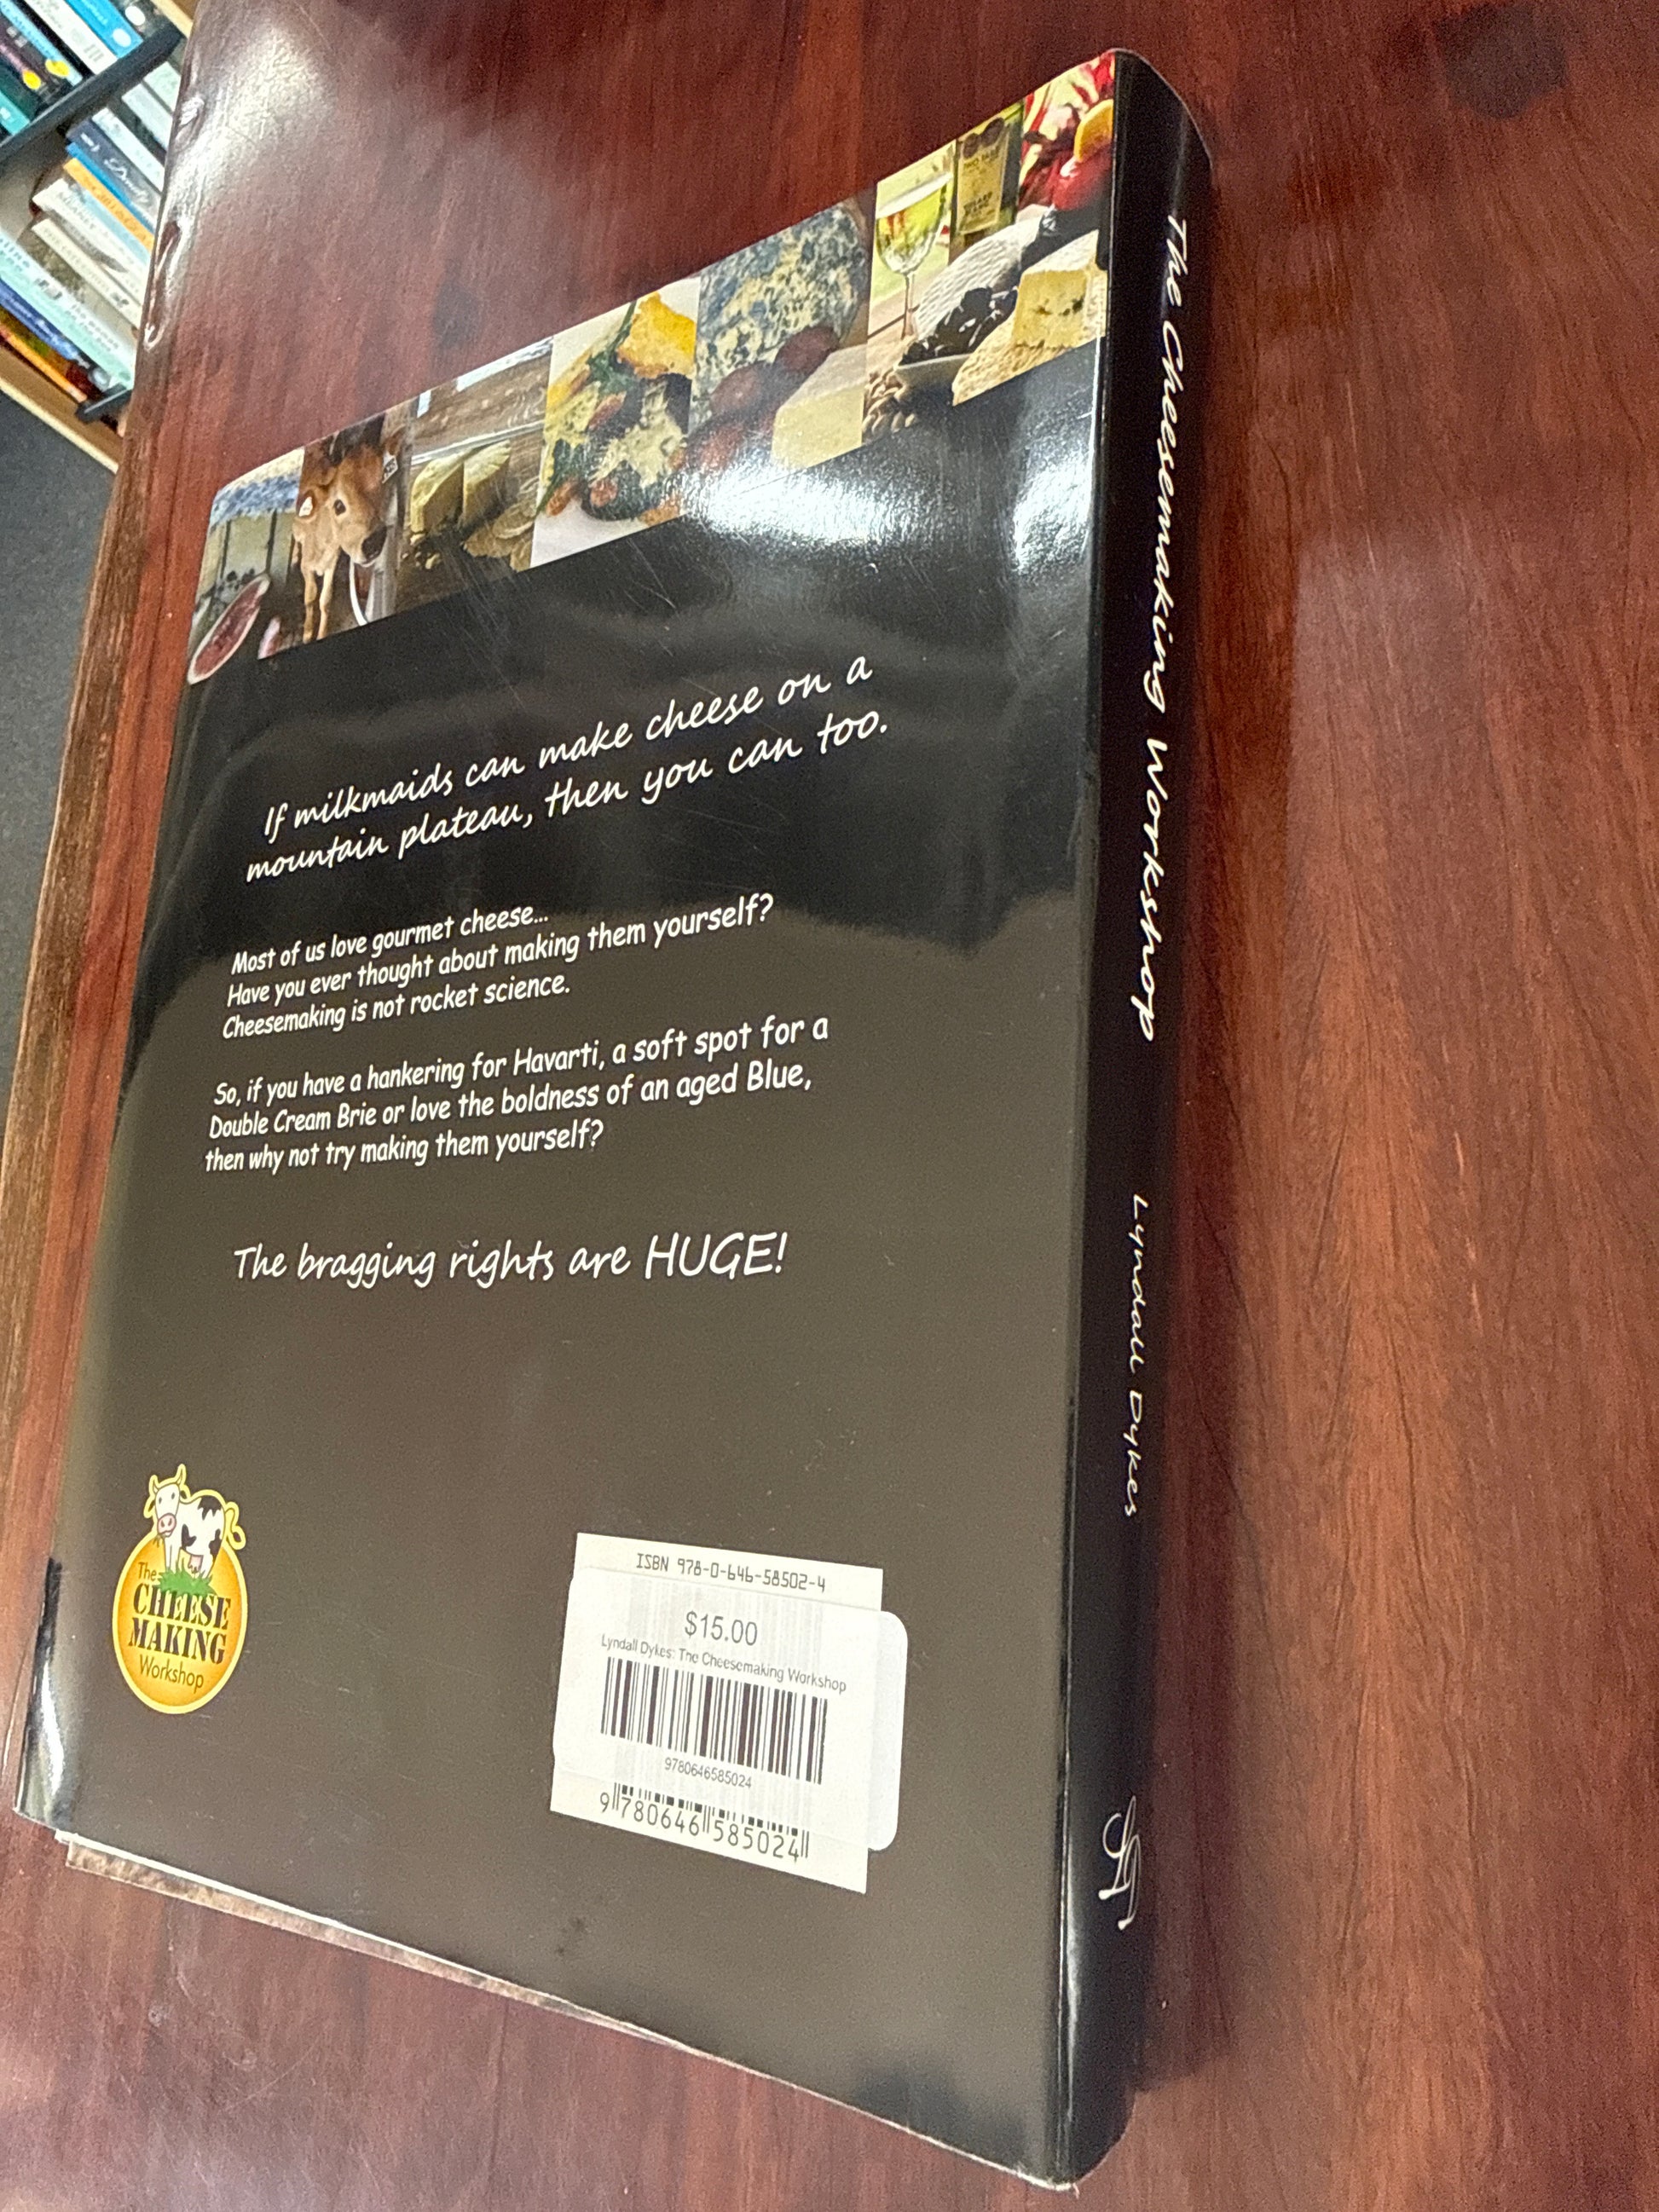 If milkmaids can make cheese on a
mountain plateau, then you can too.
Most of us love gourmet cheese...
Have you ever thought about making them yourself?
Cheesemaking is not rocket science.
So, if you have a hankering for Havarti, a soft spot for a
Double Cream Brie or love the boldness of an aged Blue,
then why not try making them yourself?
The bragging rights are HUGE!
The
CHEESE
MAKING
Workshop
ISBN 978-0-646-58502-4
$15.00
Lyndall Dykes: The Cheesemaking Workshop
9780646585024
9 780646 585024
The Cheesemaking Workshop
Lyndall Dykes